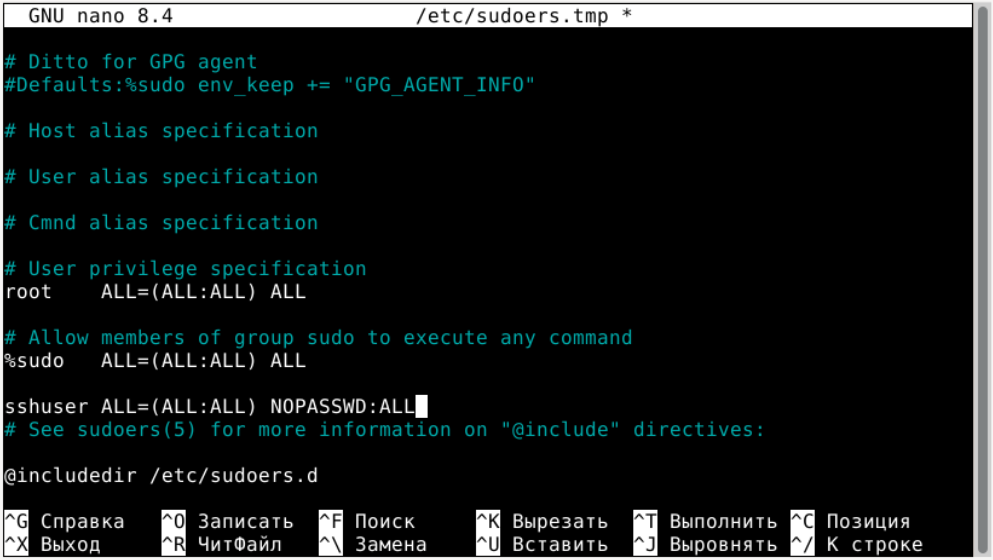 GNU nano 8.4 /etc/sudoers.tmp *
# Ditto for GPG agent
#Defaults:%sudo env_keep += "GPG_AGENT_INFO"
# Host alias specification
# User alias specification
# Cmnd alias specification
# User privilege specification
root ALL=(ALL:ALL) ALL
# Allow members of group sudo to execute any command
%sudo ALL=(ALL:ALL) ALL
sshuser ALL=(ALL:ALL) NOPASSWD:ALL
# See sudoers(5) for more information on "@include" directives:
@includedir /etc/sudoers.d
^G Справка ^O Записать ^F Поиск ^K Вырезать ^T Выполнить ^C Позиция
^X Выход ^R ЧитФайл ^\ Замена ^U Вставить ^J Выровнять ^/ К строке